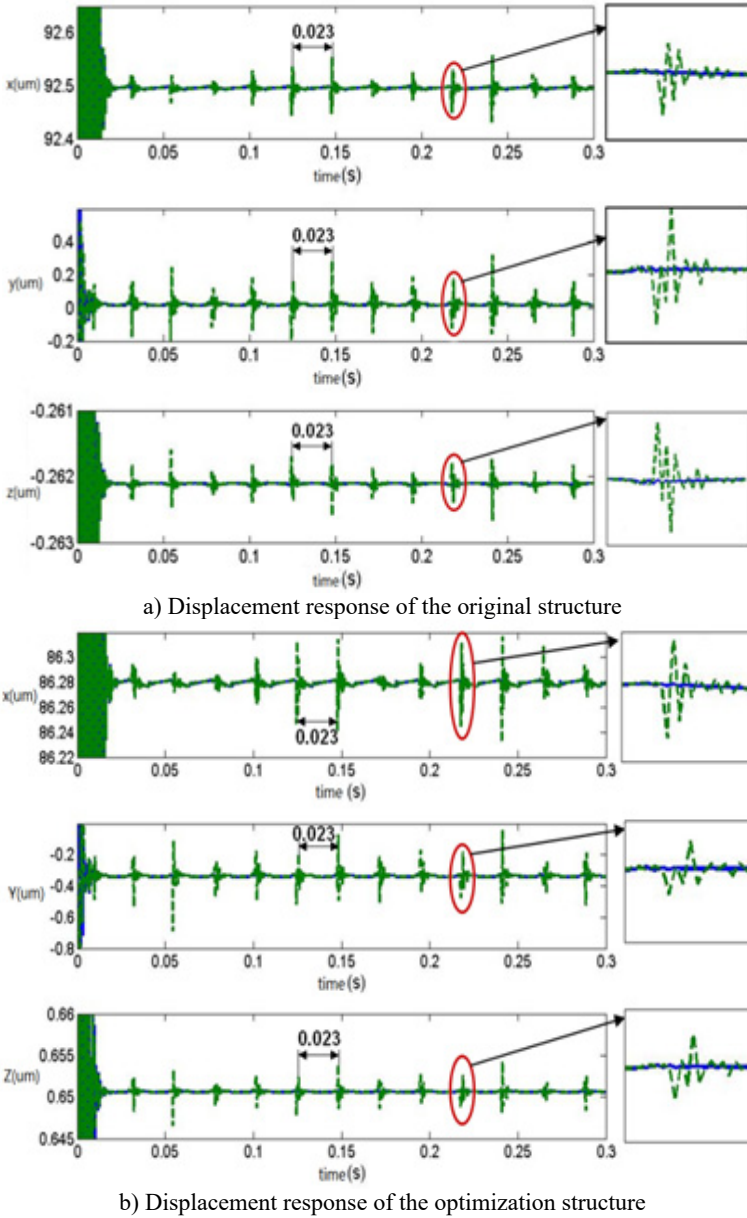 92.6
0.023
x(um)
92.5
92.4
0 0.05 0.1 0.15 0.2 0.25 0.3
time(s)
0.4
0.023
y(um)
0.2
0
-0.2
0 0.05 0.1 0.15 0.2 0.25 0.3
time(s)
-0.261
0.023
-0.262
z(um)
-0.263
0 0.05 0.1 0.15 0.2 0.25 0.3
time(s)
a) Displacement response of the original structure
86.3
86.28
x(um)
86.26
86.24
0.023
86.22
0 0.05 0.1 0.15 0.2 0.25 0.3
time (s)
0.023
-0.2
-0.4
Y(um)
-0.6
-0.8
0 0.05 0.1 0.15 0.2 0.25 0.3
time(s)
0.66
0.023
0.655
Z(um)
0.65
0.645
0 0.05 0.1 0.15 0.2 0.25 0.3
time(s)
b) Displacement response of the optimization structure